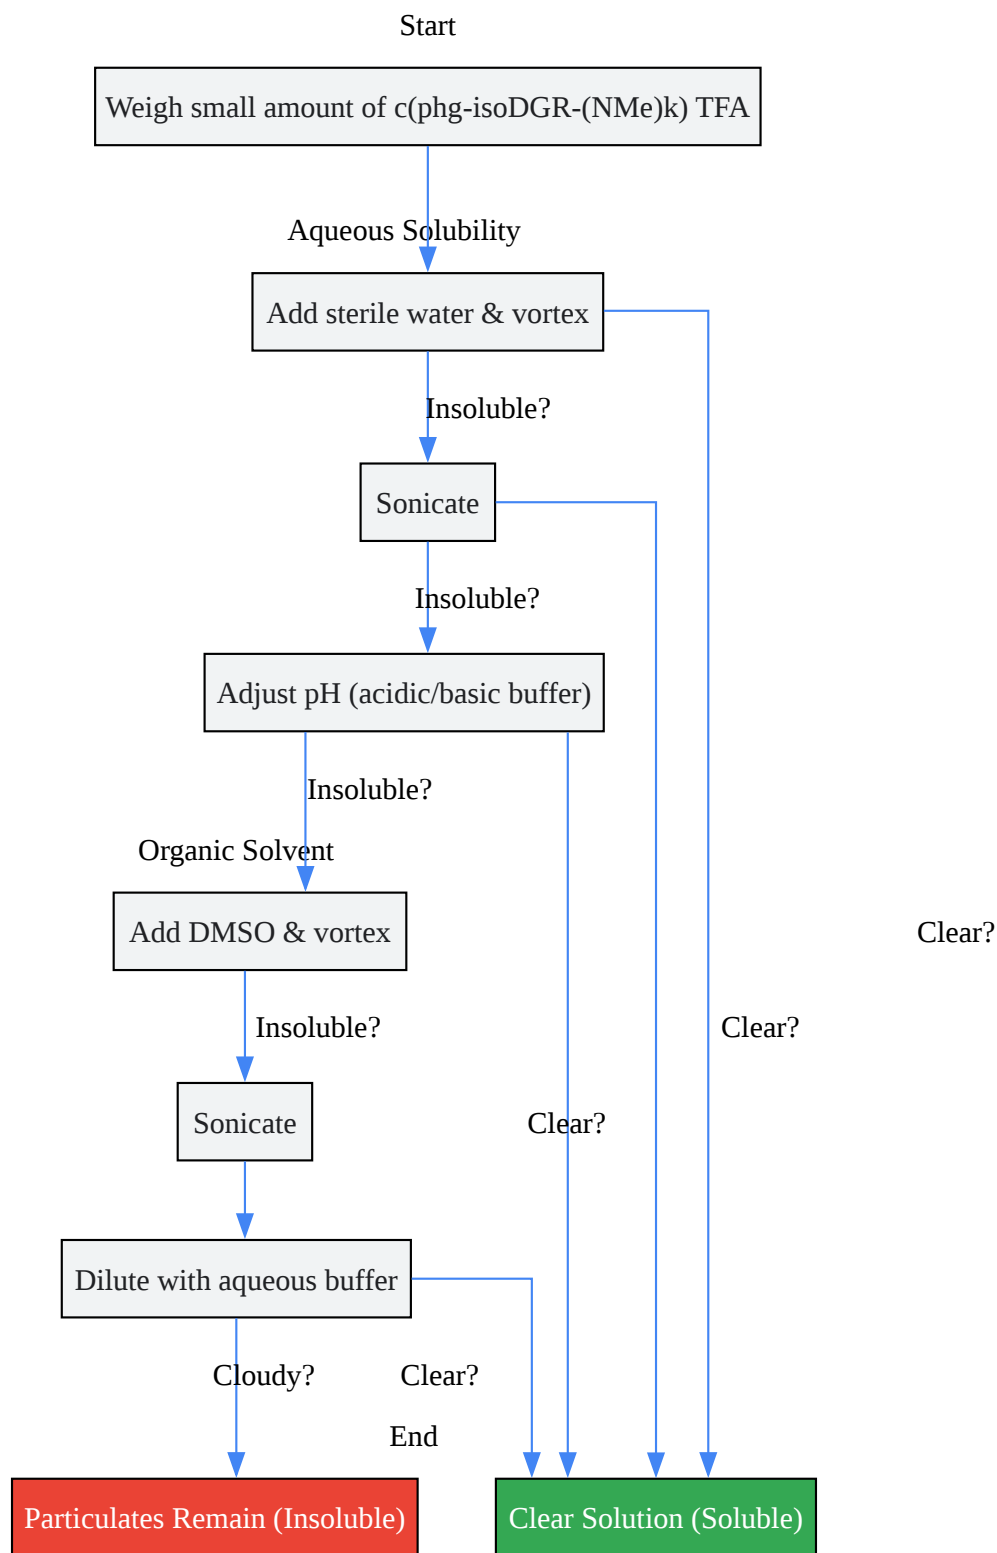 Start
Weigh small amount of c(phg-isoDGR-(NMe)k) TFA
Aqueous Solubility
Add sterile water & vortex
Insoluble?
Sonicate
Insoluble?
Adjust pH (acidic/basic buffer)
Insoluble?
Organic Solvent
Add DMSO & vortex
Clear?
Insoluble?
Clear?
Sonicate
Clear?
Dilute with aqueous buffer
Cloudy?
Clear?
End
Particulates Remain (Insoluble)
Clear Solution (Soluble)